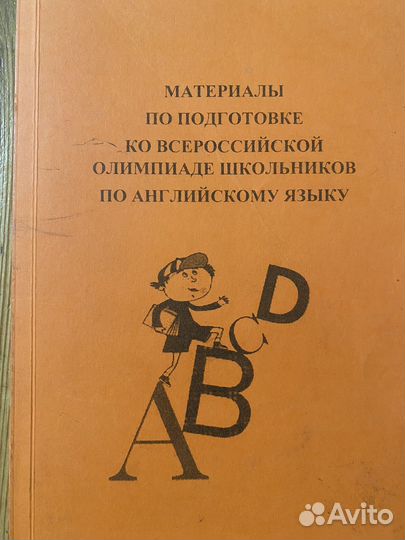 МАТЕРИАЛЫ
ПО ПОДГОТОВКЕ
КО ВСЕРОССИЙСКОЙ
ОЛИМПИАДЕ ШКОЛЬНИКОВ
ПО АНГЛИЙСКОМУ ЯЗЫКУ
A B C D
Avito